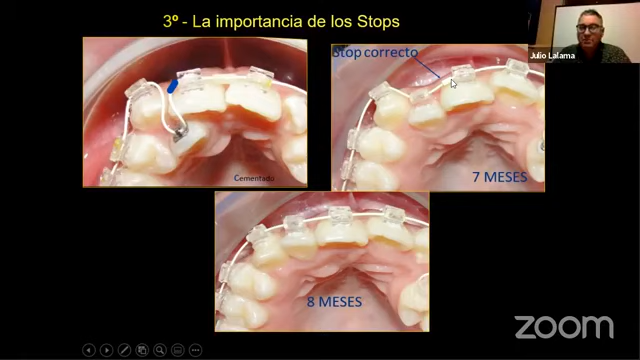 3º - La importancia de los Stops
Julio Lalama
Stop correcto
Cementado
7 MESES
8 MESES
zoom